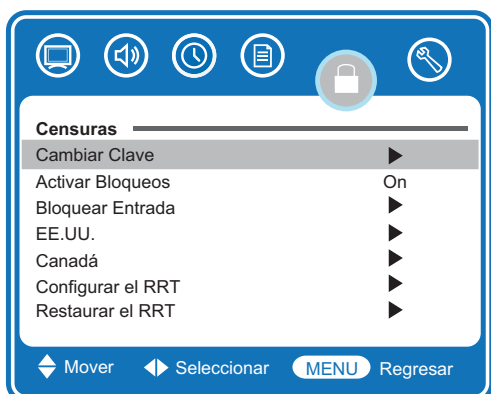 Censuras
Cambiar Clave
Activar Bloqueos On
Bloquear Entrada
EE.UU.
Canadá
Configurar el RRT
Restaurar el RRT
Mover Seleccionar MENU Regresar